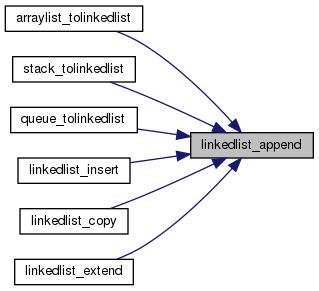 arraylist_tolinkedlist
stack_tolinkedlist
queue_tolinkedlist
linkedlist_append
linkedlist_insert
linkedlist_copy
linkedlist_extend